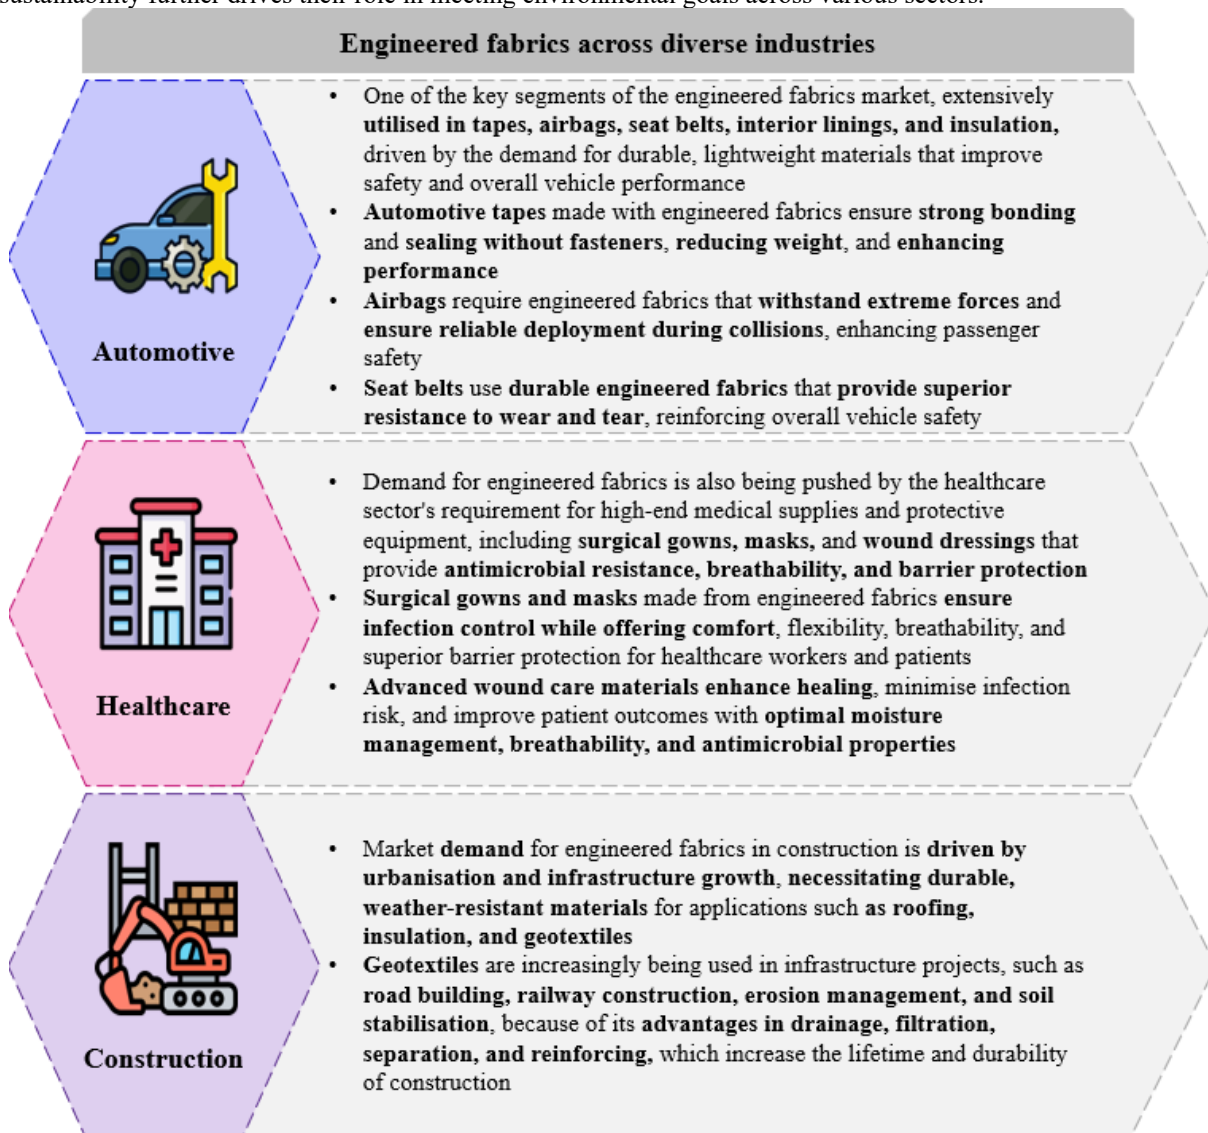 sustainability further drives their role in meeting environmental goals across various sectors.
Engineered fabrics across diverse industries
Automotive
• One of the key segments of the engineered fabrics market, extensively
utilised in tapes, airbags, seat belts, interior linings, and insulation,
driven by the demand for durable, lightweight materials that improve
safety and overall vehicle performance
• Automotive tapes made with engineered fabrics ensure strong bonding
and sealing without fasteners, reducing weight, and enhancing
performance
• Airbags require engineered fabrics that withstand extreme forces and
ensure reliable deployment during collisions, enhancing passenger
safety
• Seat belts use durable engineered fabrics that provide superior
resistance to wear and tear, reinforcing overall vehicle safety
Healthcare
• Demand for engineered fabrics is also being pushed by the healthcare
sector's requirement for high-end medical supplies and protective
equipment, including surgical gowns, masks, and wound dressings that
provide antimicrobial resistance, breathability, and barrier protection
• Surgical gowns and masks made from engineered fabrics ensure
infection control while offering comfort, flexibility, breathability, and
superior barrier protection for healthcare workers and patients
• Advanced wound care materials enhance healing, minimise infection
risk, and improve patient outcomes with optimal moisture
management, breathability, and antimicrobial properties
Construction
• Market demand for engineered fabrics in construction is driven by
urbanisation and infrastructure growth, necessitating durable,
weather-resistant materials for applications such as roofing,
insulation, and geotextiles
• Geotextiles are increasingly being used in infrastructure projects, such as
road building, railway construction, erosion management, and soil
stabilisation, because of its advantages in drainage, filtration,
separation, and reinforcing, which increase the lifetime and durability
of construction